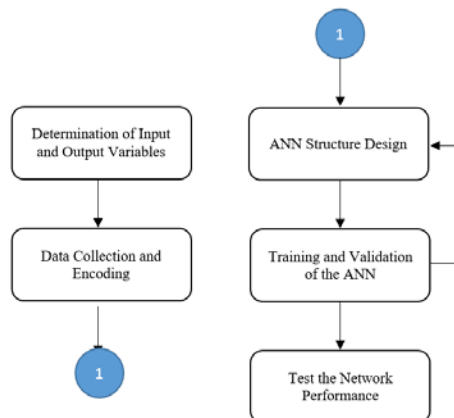 Determination of Input
and Output Variables
Data Collection and
Encoding
1
1
ANN Structure Design
Training and Validation
of the ANN
Test the Network
Performance